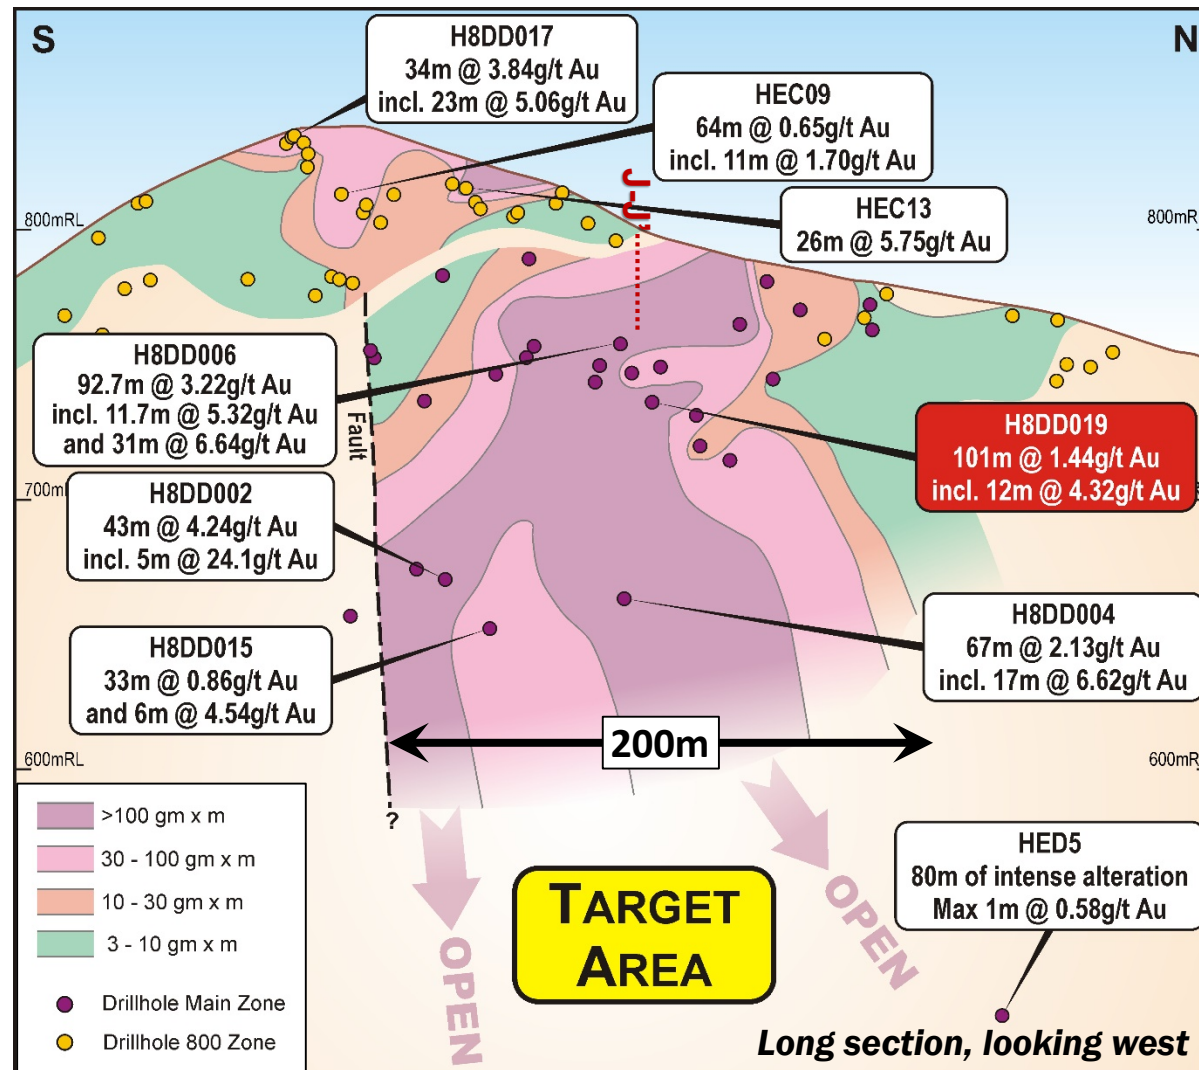 S
N
H8DD017
34m @ 3.84g/t Au
incl. 23m @ 5.06g/t Au
HEC09
64m @ 0.65g/t Au
incl. 11m @ 1.70g/t Au
J-J'
HEC13
26m @ 5.75g/t Au
800mRL
800mRL
H8DD006
92.7m @ 3.22g/t Au
incl. 11.7m @ 5.32g/t Au
and 31m @ 6.64g/t Au
Fault
H8DD019
101m @ 1.44g/t Au
incl. 12m @ 4.32g/t Au
700mRL
H8DD002
43m @ 4.24g/t Au
incl. 5m @ 24.1g/t Au
H8DD004
67m @ 2.13g/t Au
incl. 17m @ 6.62g/t Au
H8DD015
33m @ 0.86g/t Au
and 6m @ 4.54g/t Au
200m
600mRL
600mR
>100 gm x m
30 - 100 gm x m
10 - 30 gm x m
3 - 10 gm x m
Drillhole Main Zone
Drillhole 800 Zone
?
OPEN
OPEN
TARGET
AREA
HED5
80m of intense alteration
Max 1m @ 0.58g/t Au
Long section, looking west